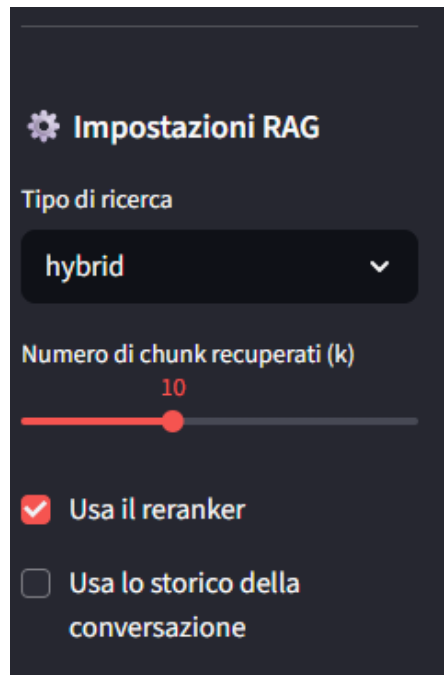 Impostazioni RAG
Tipo di ricerca
hybrid
Numero di chunk recuperati (k)
10
Usa il reranker
Usa lo storico della
conversazione